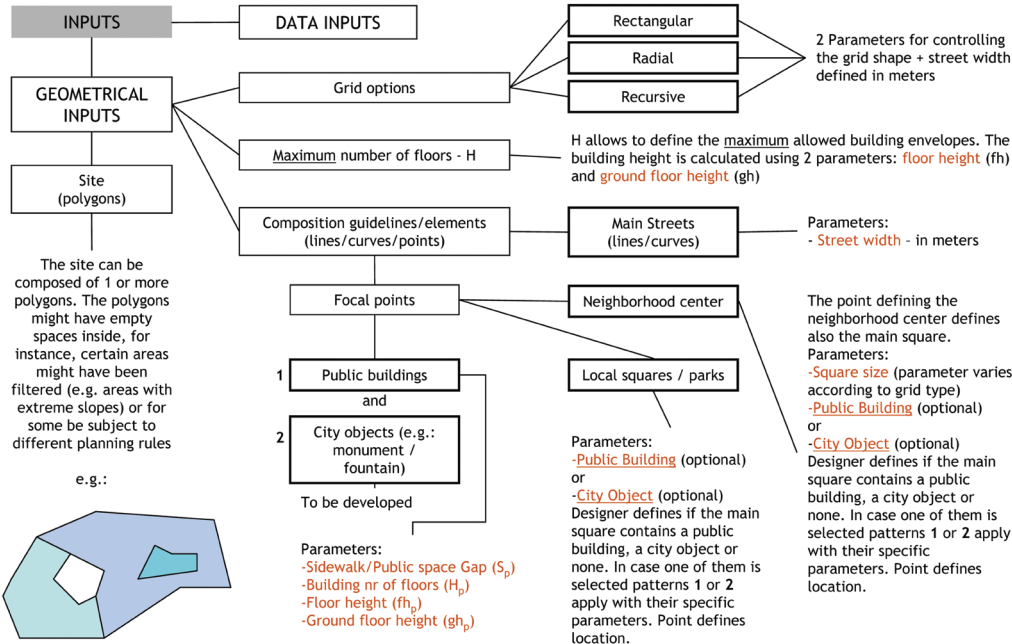 INPUTS
DATA INPUTS
GEOMETRICAL
INPUTS
Site
(polygons)
The site can be
composed of 1 or more
polygons. The polygons
might have empty
spaces inside, for
instance, certain areas
might have been
filtered (e.g. areas with
extreme slopes) or for
some be subject to
different planning rules
e.g.:
Grid options
Rectangular
Radial
Recursive
2 Parameters for controlling
the grid shape + street width
defined in meters
Maximum number of floors - H
H allows to define the maximum allowed building envelopes. The
building height is calculated using 2 parameters: floor height (fh)
and ground floor height (gh)
Composition guidelines/elements
(lines/curves/points)
Main Streets
(lines/curves)
Parameters:
- Street width - in meters
Focal points
Neighborhood center
The point defining the
neighborhood center defines
also the main square.
Parameters:
-Square size (parameter varies
according to grid type)
-Public Building (optional)
or
-City Object (optional)
Designer defines if the main
square contains a public
building, a city object or
none. In case one of them is
selected patterns 1 or 2 apply
with their specific
parameters. Point defines
location.
Local squares / parks
Parameters:
-Public Building (optional)
or
-City Object (optional)
Designer defines if the main
square contains a public
building, a city object or
none. In case one of them is
selected patterns 1 or 2
apply with their specific
parameters. Point defines
location.
1 Public buildings
and
2 City objects (e.g.:
monument /
fountain)
To be developed
Parameters:
-Sidewalk/Public space Gap (Sp)
-Building nr of floors (Hp)
-Floor height (fhp)
-Ground floor height (ghp)